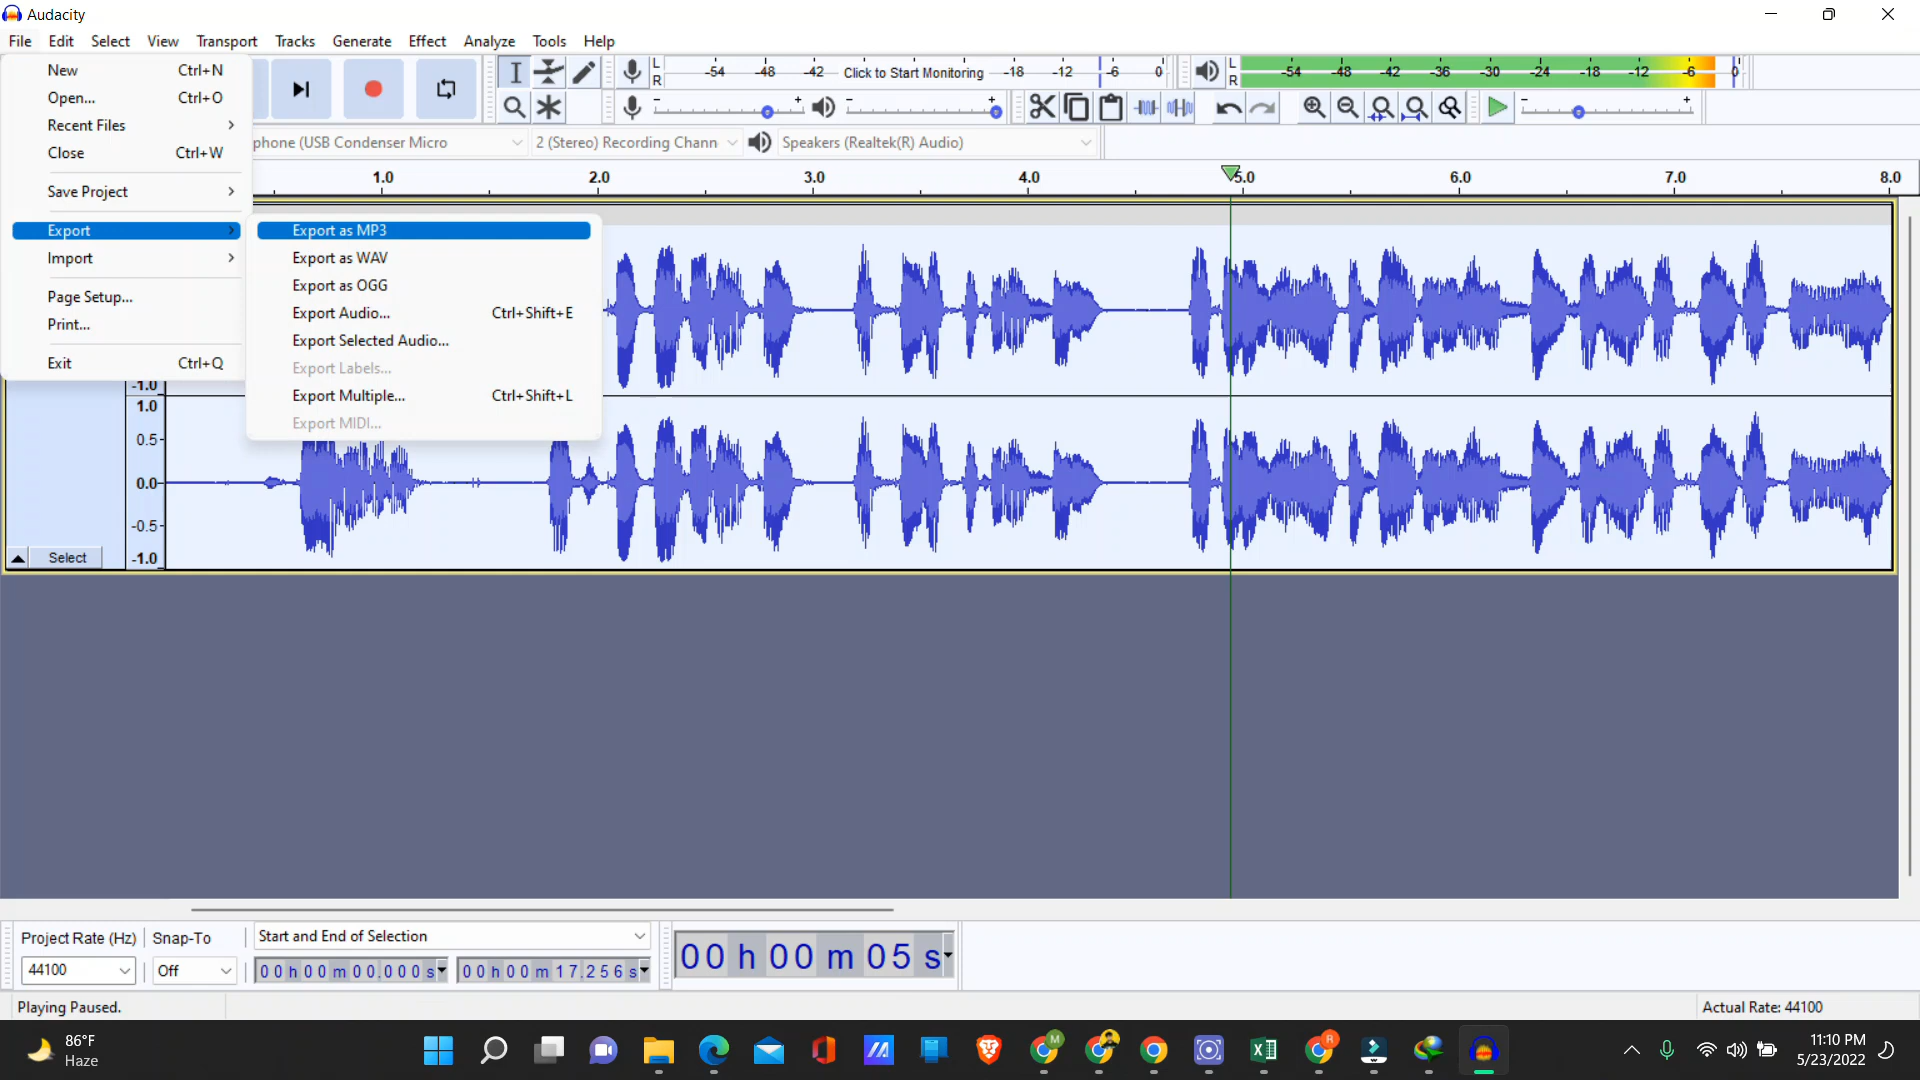 Audacity
File Edit Select View Transport Tracks Generate Effect Analyze Tools Help
New Ctrl+N
Open... Ctrl+O
Recent Files
Close Ctrl+W
Save Project
Export
Import
Page Setup...
Print...
Exit Ctrl+Q
Export as MP3
Export as WAV
Export as OGG
Export Audio... Ctrl+Shift+E
Export Selected Audio...
Export Labels...
Export Multiple... Ctrl+Shift+L
Export MIDI...
L
R
-54 -48 -42 Click to Start Monitoring -18 -12 -6 0
L
R
-54 -48 -42 -36 -30 -24 -18 -12 -6 0
- +
- +
- +
phone (USB Condenser Micro
2 (Stereo) Recording Chann
Speakers (Realtek(R) Audio)
1.0 2.0 3.0 4.0 5.0 6.0 7.0 8.0
-1.0
1.0
0.5-
0.0-
-0.5-
-1.0
Select
Project Rate (Hz)
Snap-To
Start and End of Selection
44100
Off
00 h 00 m 00.000 s
00 h 00 m 17.256 s
00 h 00 m 05 s
Playing Paused.
Actual Rate: 44100
86°F
Haze
M
R
11:10 PM
5/23/2022